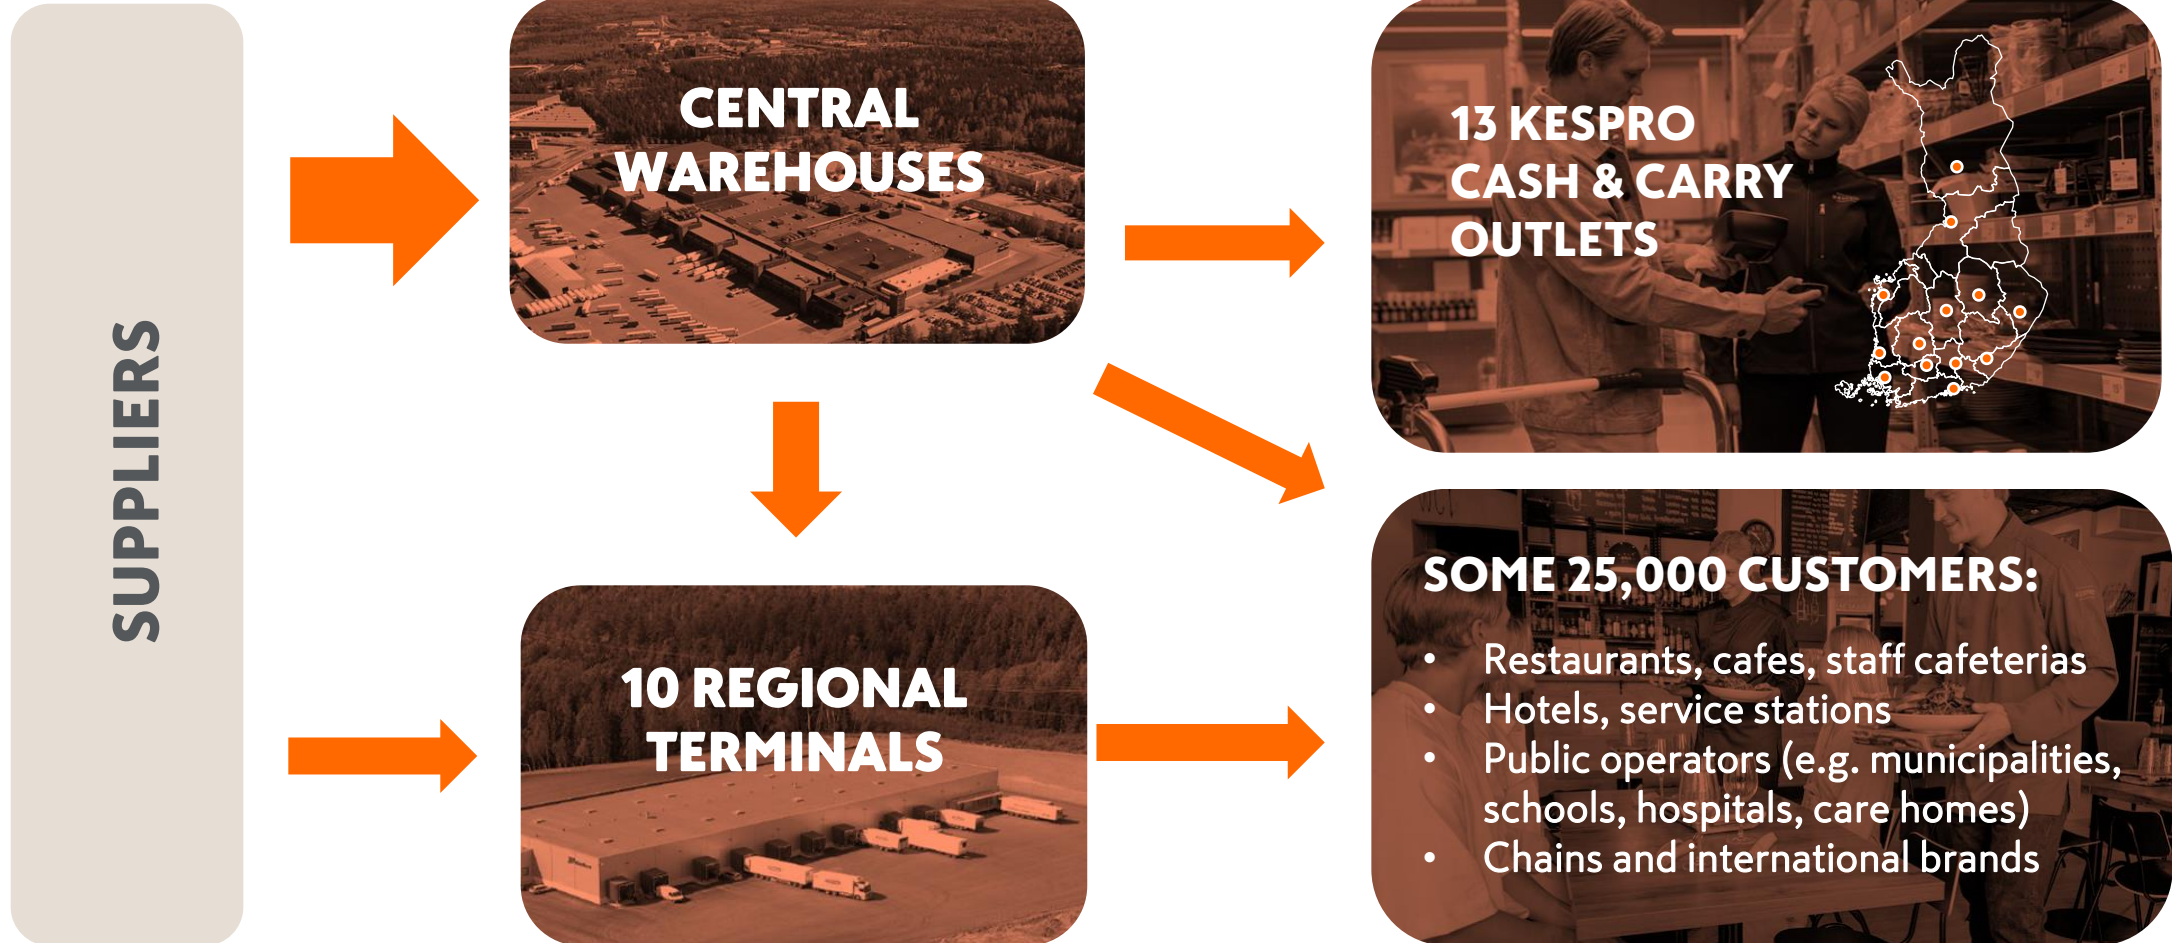 SUPPLIERS
CENTRAL
WAREHOUSES
10 REGIONAL
TERMINALS
13 KESPRO
CASH & CARRY
OUTLETS
SOME 25,000 CUSTOMERS:
• Restaurants, cafes, staff cafeterias
• Hotels, service stations
• Public operators (e.g. municipalities,
schools, hospitals, care homes)
• Chains and international brands